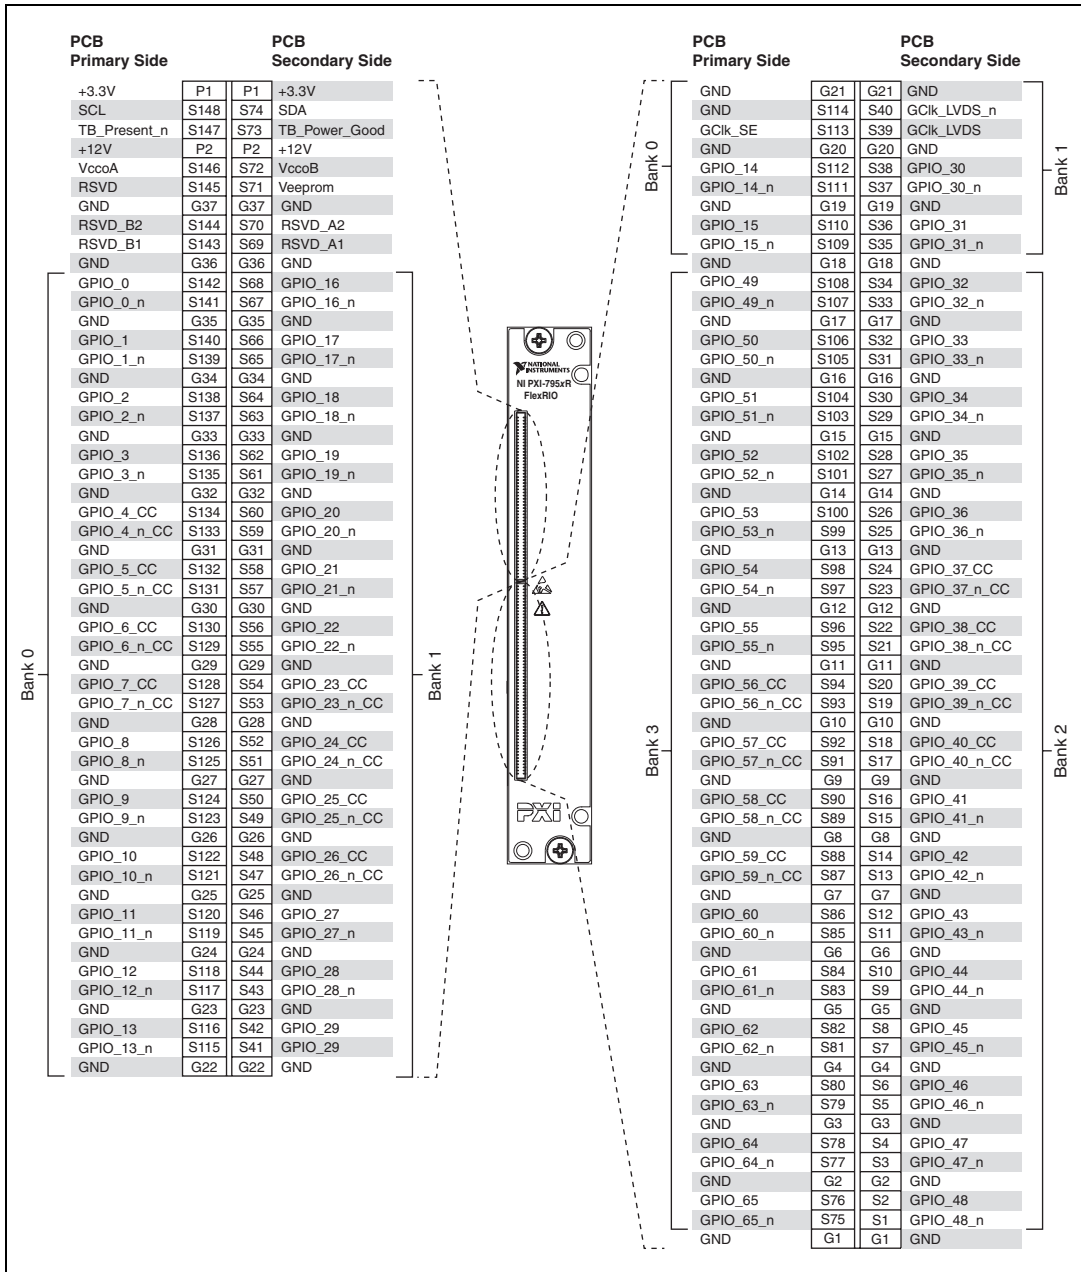 PCB PCB
Primary Side Secondary Side
+3.3V P1 P1 +3.3V
SCL S148 S74 SDA
TB_Present_n S147 S73 TB_Power_Good
+12V P2 P2 +12V
VccoA S146 S72 VccoB
RSVD S145 S71 Veeprom
GND G37 G37 GND
RSVD_B2 S144 S70 RSVD_A2
RSVD_B1 S143 S69 RSVD_A1
GND G36 G36 GND
GPIO_0 S142 S68 GPIO_16
GPIO_0_n S141 S67 GPIO_16_n
GND G35 G35 GND
GPIO_1 S140 S66 GPIO_17
GPIO_1_n S139 S65 GPIO_17_n
GND G34 G34 GND
GPIO_2 S138 S64 GPIO_18
GPIO_2_n S137 S63 GPIO_18_n
GND G33 G33 GND
GPIO_3 S136 S62 GPIO_19
GPIO_3_n S135 S61 GPIO_19_n
GND G32 G32 GND
GPIO_4_CC S134 S60 GPIO_20
GPIO_4_n_CC S133 S59 GPIO_20_n
GND G31 G31 GND
GPIO_5_CC S132 S58 GPIO_21
GPIO_5_n_CC S131 S57 GPIO_21_n
GND G30 G30 GND
GPIO_6_CC S130 S56 GPIO_22
GPIO_6_n_CC S129 S55 GPIO_22_n
GND G29 G29 GND
GPIO_7_CC S128 S54 GPIO_23_CC
GPIO_7_n_CC S127 S53 GPIO_23_n_CC
GND G28 G28 GND
GPIO_8 S126 S52 GPIO_24_CC
GPIO_8_n S125 S51 GPIO_24_n_CC
GND G27 G27 GND
GPIO_9 S124 S50 GPIO_25_CC
GPIO_9_n S123 S49 GPIO_25_n_CC
GND G26 G26 GND
GPIO_10 S122 S48 GPIO_26_CC
GPIO_10_n S121 S47 GPIO_26_n_CC
GND G25 G25 GND
GPIO_11 S120 S46 GPIO_27
GPIO_11_n S119 S45 GPIO_27_n
GND G24 G24 GND
GPIO_12 S118 S44 GPIO_28
GPIO_12_n S117 S43 GPIO_28_n
GND G23 G23 GND
GPIO_13 S116 S42 GPIO_29
GPIO_13_n S115 S41 GPIO_29
GND G22 G22 GND
Bank 0
Bank 1
NATIONAL
INSTRUMENTS
NI PXI-795xR
FlexRIO
PXI
PCB PCB
Primary Side Secondary Side
GND G21 G21 GND
GND S114 S40 GClk_LVDS_n
GClk_SE S113 S39 GClk_LVDS
GND G20 G20 GND
GPIO_14 S112 S38 GPIO_30
GPIO_14_n S111 S37 GPIO_30_n
GND G19 G19 GND
GPIO_15 S110 S36 GPIO_31
GPIO_15_n S109 S35 GPIO_31_n
GND G18 G18 GND
GPIO_49 S108 S34 GPIO_32
GPIO_49_n S107 S33 GPIO_32_n
GND G17 G17 GND
GPIO_50 S106 S32 GPIO_33
GPIO_50_n S105 S31 GPIO_33_n
GND G16 G16 GND
GPIO_51 S104 S30 GPIO_34
GPIO_51_n S103 S29 GPIO_34_n
GND G15 G15 GND
GPIO_52 S102 S28 GPIO_35
GPIO_52_n S101 S27 GPIO_35_n
GND G14 G14 GND
GPIO_53 S100 S26 GPIO_36
GPIO_53_n S99 S25 GPIO_36_n
GND G13 G13 GND
GPIO_54 S98 S24 GPIO_37_CC
GPIO_54_n S97 S23 GPIO_37_n_CC
GND G12 G12 GND
GPIO_55 S96 S22 GPIO_38_CC
GPIO_55_n S95 S21 GPIO_38_n_CC
GND G11 G11 GND
GPIO_56_CC S94 S20 GPIO_39_CC
GPIO_56_n_CC S93 S19 GPIO_39_n_CC
GND G10 G10 GND
GPIO_57_CC S92 S18 GPIO_40_CC
GPIO_57_n_CC S91 S17 GPIO_40_n_CC
GND G9 G9 GND
GPIO_58_CC S90 S16 GPIO_41
GPIO_58_n_CC S89 S15 GPIO_41_n
GND G8 G8 GND
GPIO_59_CC S88 S14 GPIO_42
GPIO_59_n_CC S87 S13 GPIO_42_n
GND G7 G7 GND
GPIO_60 S86 S12 GPIO_43
GPIO_60_n S85 S11 GPIO_43_n
GND G6 G6 GND
GPIO_61 S84 S10 GPIO_44
GPIO_61_n S83 S9 GPIO_44_n
GND G5 G5 GND
GPIO_62 S82 S8 GPIO_45
GPIO_62_n S81 S7 GPIO_45_n
GND G4 G4 GND
GPIO_63 S80 S6 GPIO_46
GPIO_63_n S79 S5 GPIO_46_n
GND G3 G3 GND
GPIO_64 S78 S4 GPIO_47
GPIO_64_n S77 S3 GPIO_47_n
GND G2 G2 GND
GPIO_65 S76 S2 GPIO_48
GPIO_65_n S75 S1 GPIO_48_n
GND G1 G1 GND
Bank 0
Bank 1
Bank 3
Bank 2